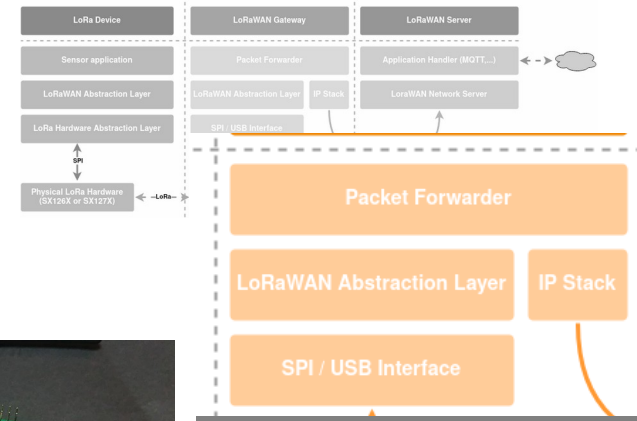 LoRa Device
LoRaWAN Gateway
LoRaWAN Server
Sensor application
Packet Forwarder
Application Handler (MQTT,...)
LoRaWAN Abstraction Layer
LoRaWAN Abstraction Layer
IP Stack
LoraWAN Network Server
LoRa Hardware Abstraction Layer
SPI / USB Interface
SPI
Physical LoRa Hardware
(SX126X or SX127X)
LoRa
Packet Forwarder
LoRaWAN Abstraction Layer
IP Stack
SPI / USB Interface